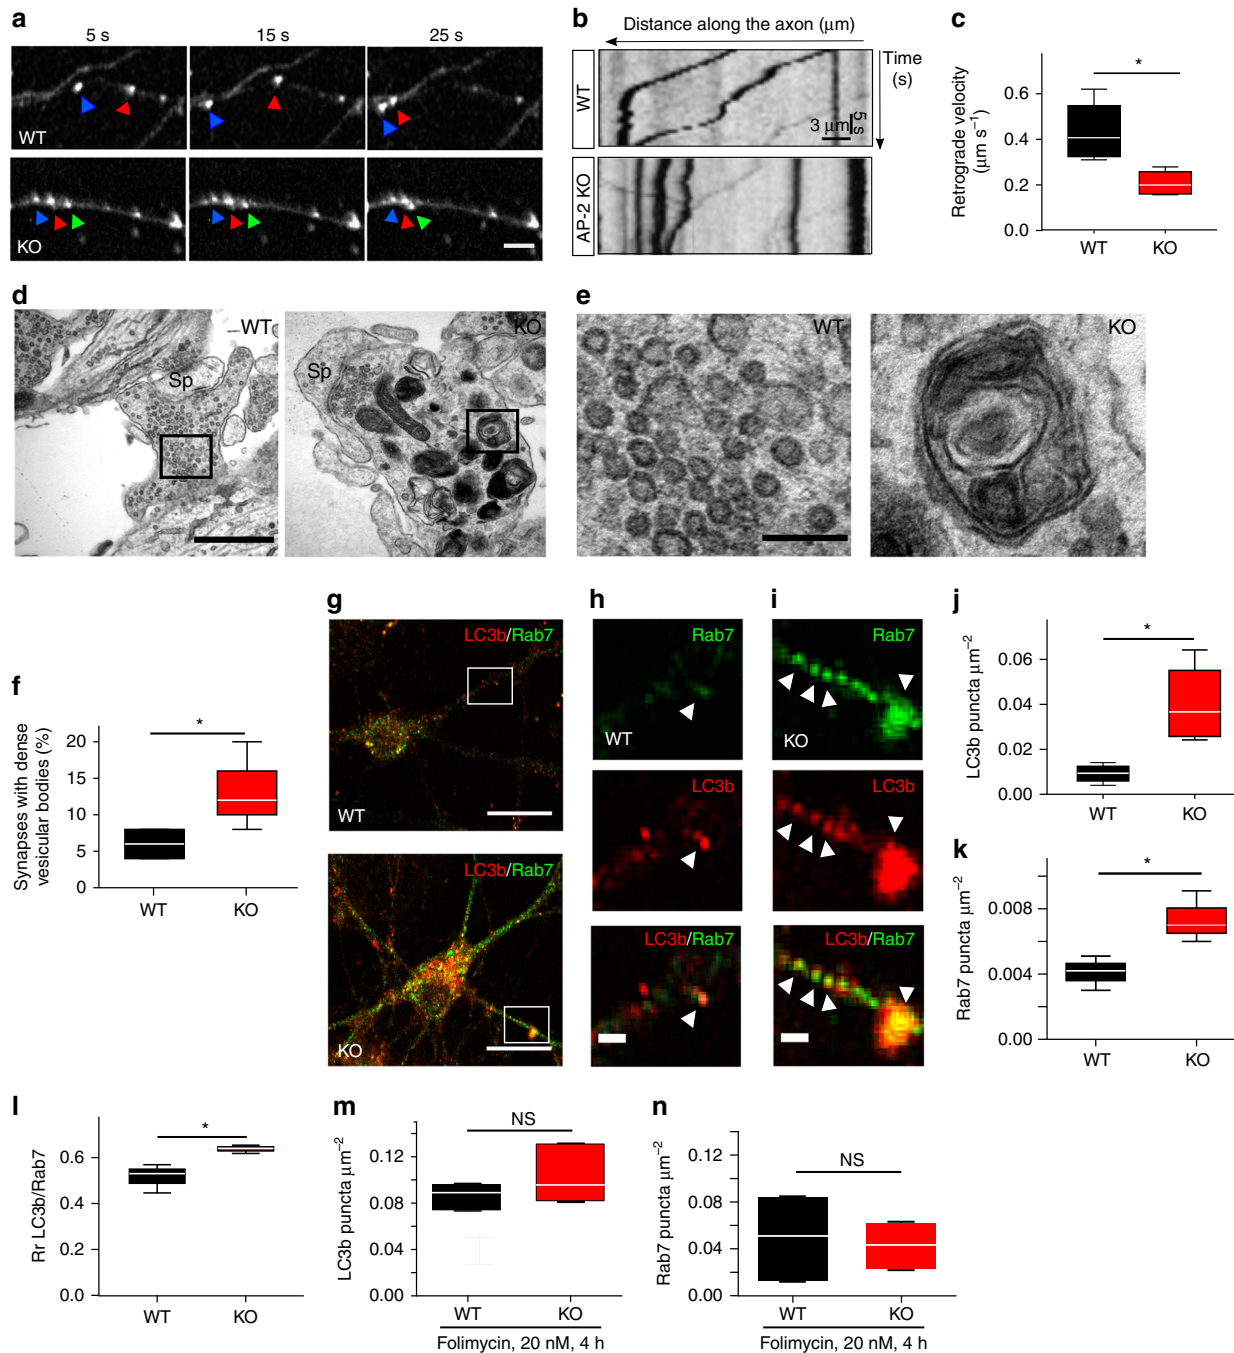 a
5 s
15 s
25 s
WT
KO
b
Distance along the axon (μm)
Time
(s)
WT
3 μm
5 s
AP-2 KO
c
Retrograde velocity
(μm s⁻¹)
0.6
0.4
0.2
0.0
*
WT
KO
d
WT
Sp
KO
Sp
e
WT
KO
f
Synapses with dense
vesicular bodies (%)
20
15
10
5
0
*
WT
KO
g
LC3b/Rab7
WT
LC3b/Rab7
KO
h
Rab7
WT
LC3b
LC3b/Rab7
i
Rab7
KO
LC3b
LC3b/Rab7
j
LC3b puncta μm⁻²
0.06
0.04
0.02
0.00
*
WT
KO
k
Rab7 puncta μm⁻²
0.008
0.004
0.00
*
WT
KO
l
Rr LC3b/Rab7
0.6
0.4
0.2
0.0
*
WT
KO
m
LC3b puncta μm⁻²
0.12
0.08
0.04
0.00
NS
WT
KO
Folimycin, 20 nM, 4 h
n
Rab7 puncta μm⁻²
0.12
0.08
0.04
0.00
NS
WT
KO
Folimycin, 20 nM, 4 h